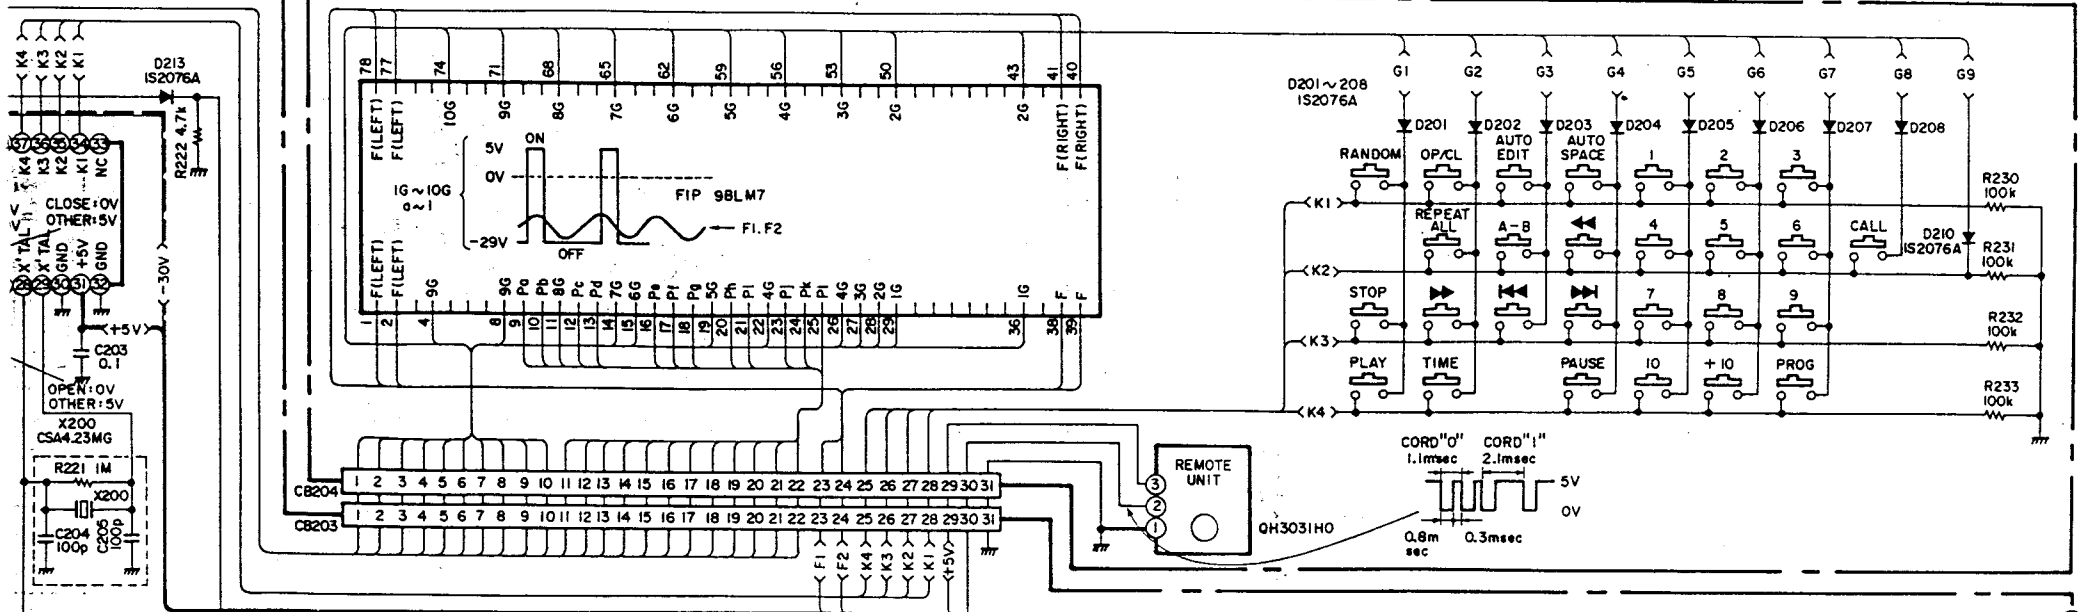 K4 K3 K2 K1
D213
1S2076A
R222 4.7k
37 36 35 34 33
K4 K3 K2 K1 NC
CLOSE:0V
OTHER:5V
X'TAL X'TAL GND +5V GND
28 29 30 31 32
-30V
+5V
C203
0.1
OPEN:0V
OTHER:5V
X200
CSA4.23MG
R221 1M
X200
C204
100p
C205
100p
78 77 74 71 68 65 62 59 56 53 50 43 41 40
F(LEFT) F(LEFT) 10G 9G 8G 7G 6G 5G 4G 3G 2G 2G F(RIGHT) F(RIGHT)
ON
5V
0V
1G~10G
a~l
FIP 9BLM7
F1.F2
-29V
OFF
F(LEFT) F(LEFT) 9G 9G Pa Pb 8G Pc Pd 7G 6G Pe Pf Pg 5G Ph Pi 4G Pj Pk Pl 4G 3G 2G 1G 1G F F
1 2 4 8 9 10 11 12 13 14 15 16 17 18 19 20 21 22 23 24 25 26 27 28 29 36 38 39
CB204
1 2 3 4 5 6 7 8 9 10 11 12 13 14 15 16 17 18 19 20 21 22 23 24 25 26 27 28 29 30 31
CB203
1 2 3 4 5 6 7 8 9 10 11 12 13 14 15 16 17 18 19 20 21 22 23 24 25 26 27 28 29 30 31
F1 F2 K4 K3 K2 K1 +5V
REMOTE
UNIT
3
2
1
QH3031HO
D201~208
1S2076A
G1 G2 G3 G4 G5 G6 G7 G8 G9
D201 D202 D203 D204 D205 D206 D207 D208
RANDOM OP/CL AUTO EDIT AUTO SPACE 1 2 3
R230
100k
K1
REPEAT
ALL A-B 4 5 6 CALL
D210
1S2076A
R231
100k
K2
STOP 7 8 9
R232
100k
K3
PLAY TIME PAUSE 10 +10 PROG
R233
100k
K4
CORD"0" CORD"1"
1.1msec 2.1msec
5V
0V
0.8m
sec
0.3msec